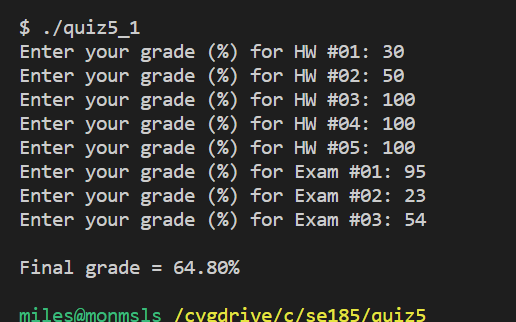 $ ./quiz5_1
Enter your grade (%) for HW #01: 30
Enter your grade (%) for HW #02: 50
Enter your grade (%) for HW #03: 100
Enter your grade (%) for HW #04: 100
Enter your grade (%) for HW #05: 100
Enter your grade (%) for Exam #01: 95
Enter your grade (%) for Exam #02: 23
Enter your grade (%) for Exam #03: 54
Final grade = 64.80%
miles@monmsls /cygdrive/c/se185/quiz5